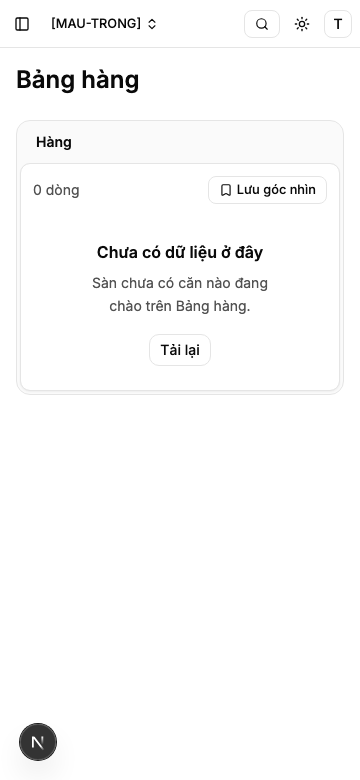 [MAU-TRONG]
T
Bảng hàng
Hàng
0 dòng
Lưu góc nhìn
Chưa có dữ liệu ở đây
Sàn chưa có căn nào đang
chào trên Bảng hàng.
Tải lại
N